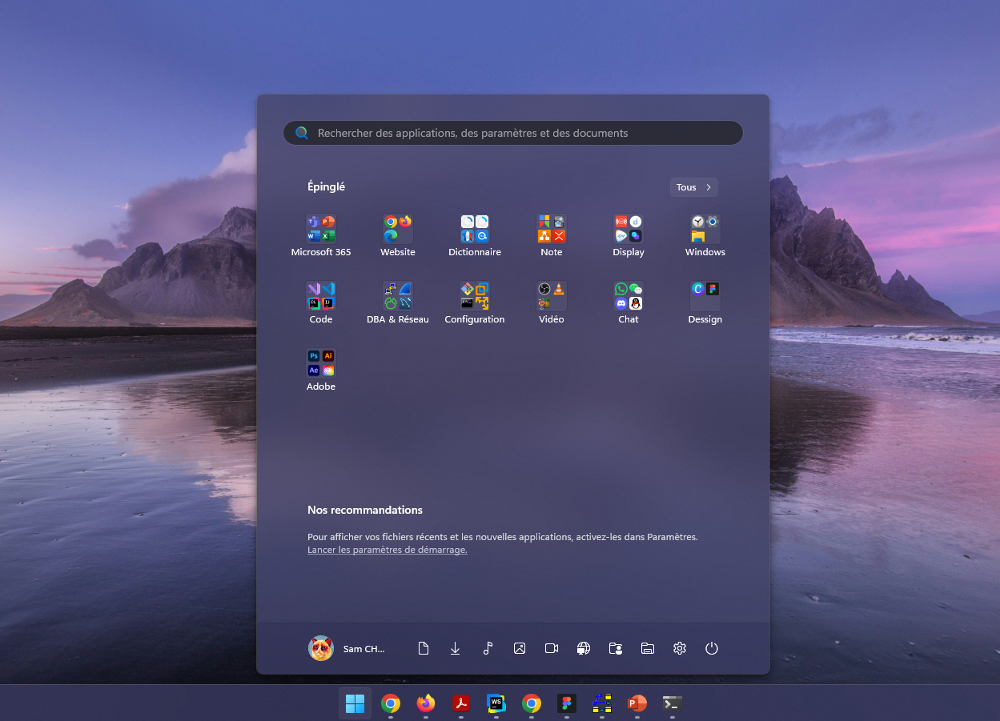 Rechercher des applications, des paramètres et des documents
Épinglé
Tous
Microsoft 365
Website
Dictionnaire
Note
Display
Windows
Code
DBA & Réseau
Configuration
Vidéo
Chat
Dessign
Adobe
Nos recommandations
Pour afficher vos fichiers récents et les nouvelles applications, activez-les dans Paramètres.
Lancer les paramètres de démarrage.
Sam CH...